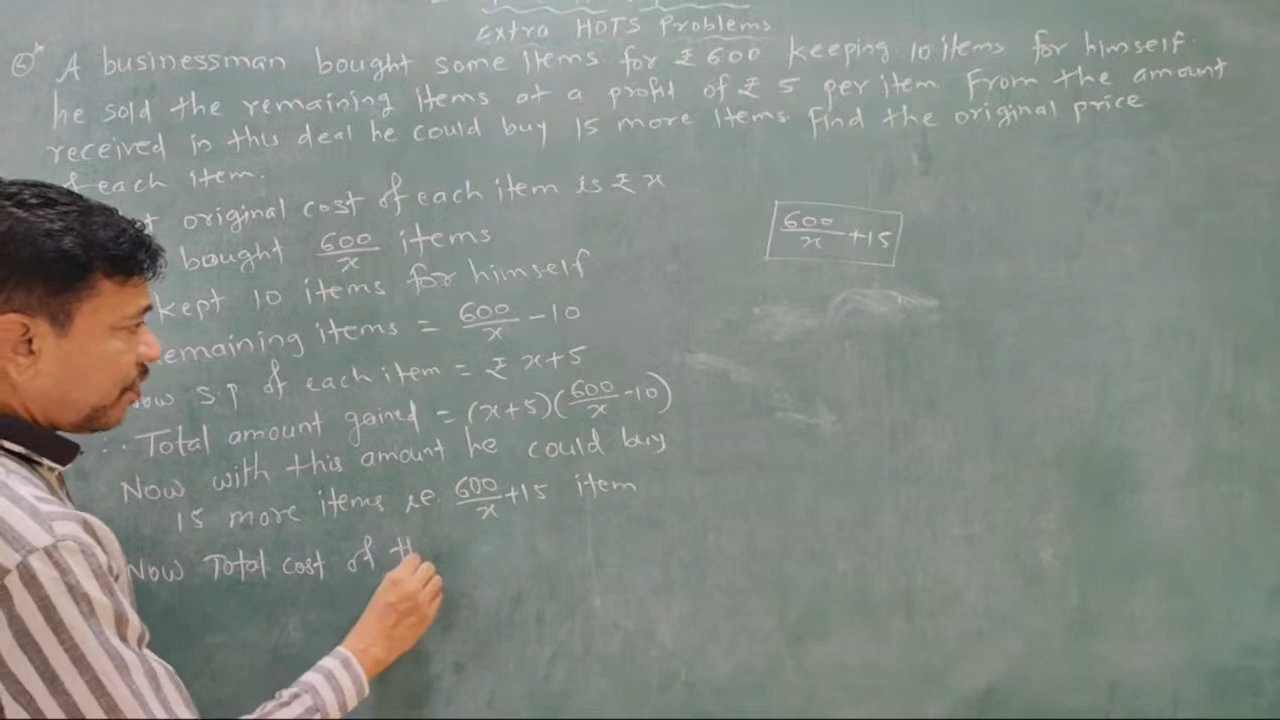 Extra HOTS Problems
6* A businessman bought some items for ₹ 600 keeping 10 items for himself
he sold the remaining items at a profit of ₹ 5 per item From the amount
received in this deal he could buy 15 more items Find the original price
each item.
original cost of each item is ₹ x
bought 600/x items
600/x +15
kept 10 items for himself
remaining items = 600/x - 10
S.P of each item = ₹ x+5
∴ Total amount gained = (x+5)(600/x - 10)
Now with this amount he could buy
15 more items i.e. 600/x +15 item
Now Total cost of